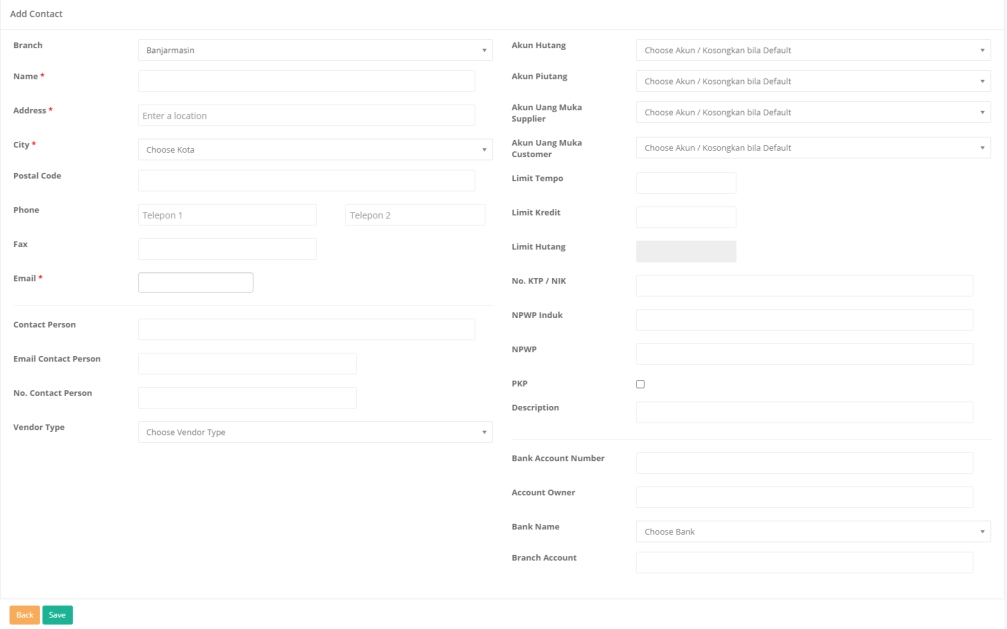 Add Contact
Branch
Banjarmasin
Name *
Address *
Enter a location
City *
Choose Kota
Postal Code
Phone
Telepon 1
Telepon 2
Fax
Email *
Contact Person
Email Contact Person
No. Contact Person
Vendor Type
Choose Vendor Type
Akun Hutang
Choose Akun / Kosongkan bila Default
Akun Piutang
Choose Akun / Kosongkan bila Default
Akun Uang Muka
Supplier
Choose Akun / Kosongkan bila Default
Akun Uang Muka
Customer
Choose Akun / Kosongkan bila Default
Limit Tempo
Limit Kredit
Limit Hutang
No. KTP / NIK
NPWP Induk
NPWP
PKP
Description
Bank Account Number
Account Owner
Bank Name
Choose Bank
Branch Account
Back
Save